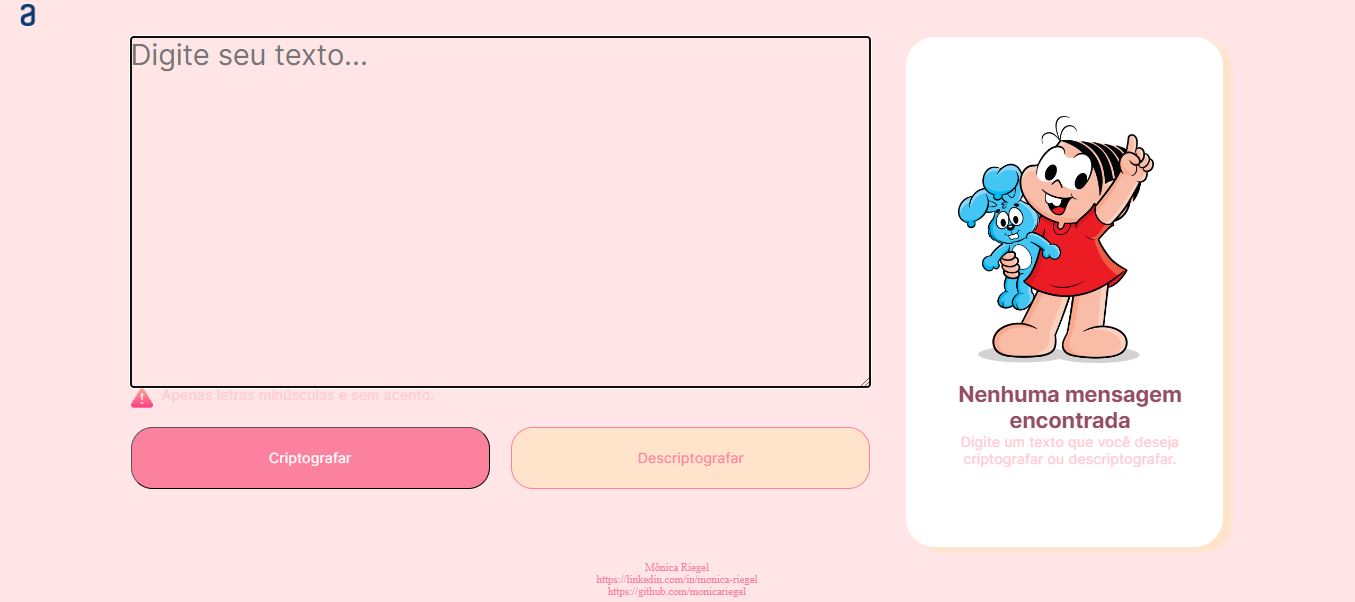 a
Digite seu texto...
Apenas letras minúsculas e sem acento.
Criptografar
Descriptografar
Nenhuma mensagem
encontrada
Digite um texto que você deseja
criptografar ou descriptografar.
Mônica Riegel
https://linkedin.com/in/monica-riegel
https://github.com/monicariegel